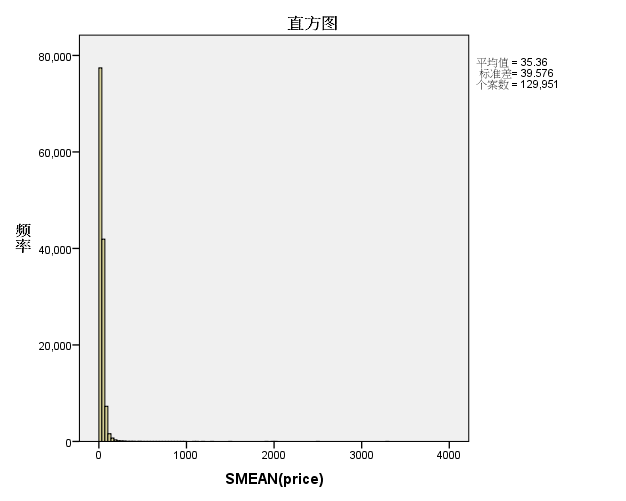 直方图
平均值 = 35.36
标准差= 39.576
个案数 = 129,951
80,000
60,000
40,000
20,000
0
频率
0 1000 2000 3000 4000
SMEAN(price)